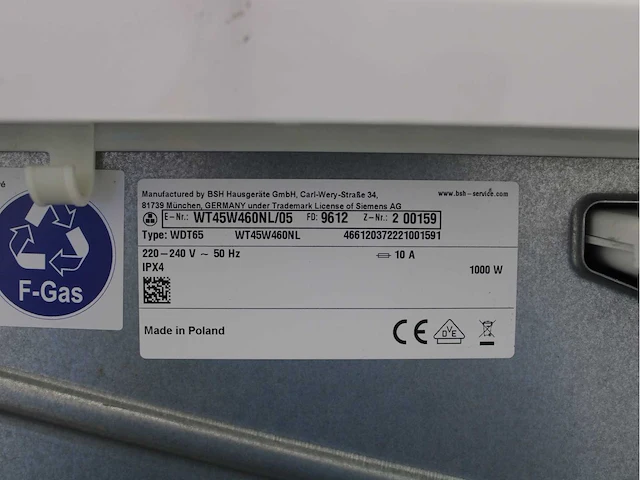 Manufactured by BSH Hausgeräte GmbH, Carl-Wery-Straße 34, www.bsh-service.com
81739 München, GERMANY under Trademark License of Siemens AG
E-Nr.: WT45W460NL/05 FD: 9612 Z-Nr.: 2 00159
Type: WDT65 WT45W460NL 466120372221001591
220-240 V ~ 50 Hz 10 A
IPX4 1000 W
Made in Poland
CE DVE
F-Gas